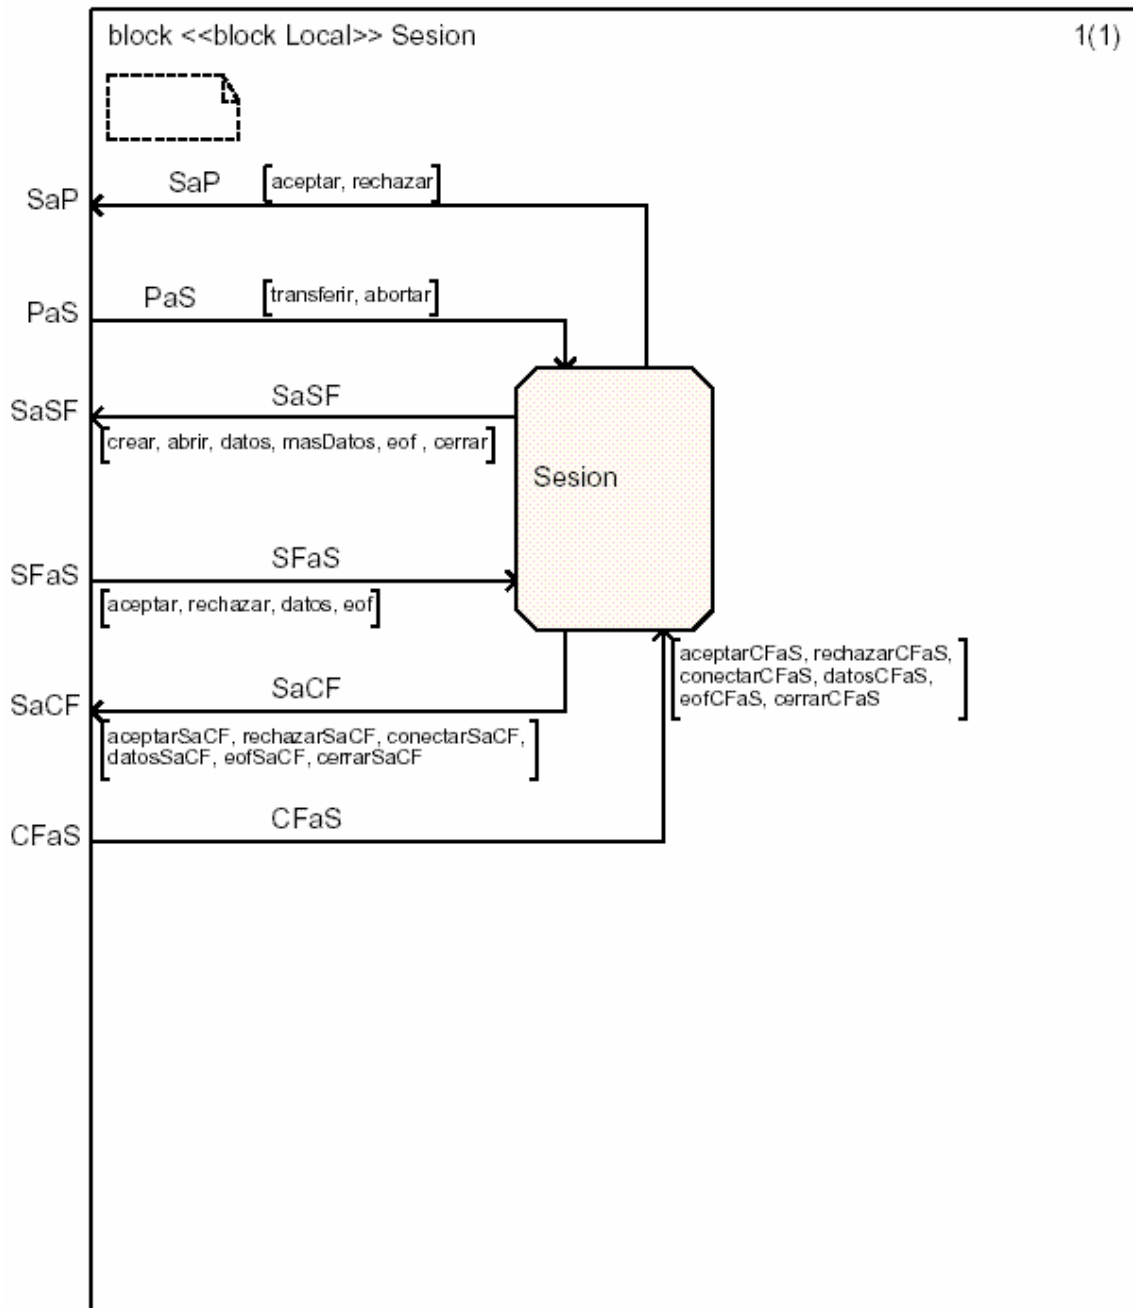 block <<block Local>> Sesion 1(1)
SaP SaP [aceptar, rechazar]
PaS PaS [transferir, abortar]
SaSF SaSF
[crear, abrir, datos, masDatos, eof , cerrar]
Sesion
SFaS SFaS
[aceptar, rechazar, datos, eof]
[aceptarCFaS, rechazarCFaS,
conectarCFaS, datosCFaS,
eofCFaS, cerrarCFaS]
SaCF SaCF
[aceptarSaCF, rechazarSaCF, conectarSaCF,
datosSaCF, eofSaCF, cerrarSaCF]
CFaS CFaS